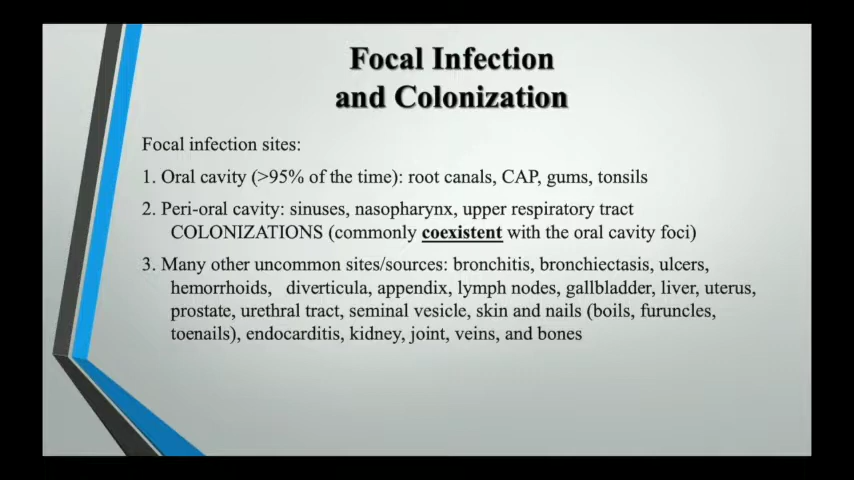 Focal Infection
and Colonization
Focal infection sites:
1. Oral cavity (>95% of the time): root canals, CAP, gums, tonsils
2. Peri-oral cavity: sinuses, nasopharynx, upper respiratory tract
COLONIZATIONS (commonly coexistent with the oral cavity foci)
3. Many other uncommon sites/sources: bronchitis, bronchiectasis, ulcers,
hemorrhoids, diverticula, appendix, lymph nodes, gallbladder, liver, uterus,
prostate, urethral tract, seminal vesicle, skin and nails (boils, furuncles,
toenails), endocarditis, kidney, joint, veins, and bones